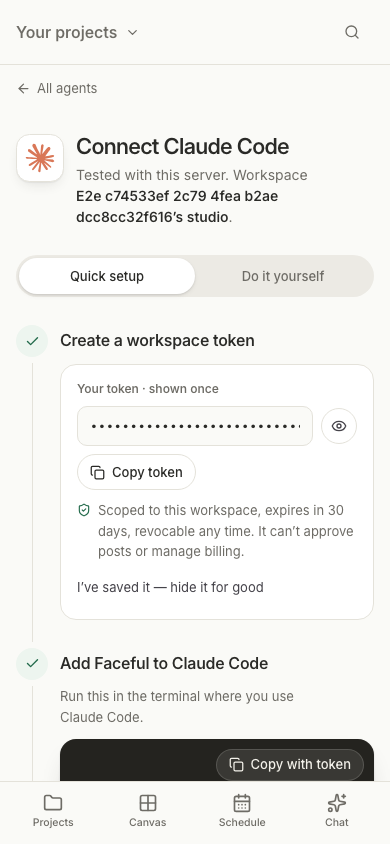 Your projects
All agents
Connect Claude Code
Tested with this server. Workspace
E2e c74533ef 2c79 4fea b2ae
dcc8cc32f616’s studio.
Quick setup
Do it yourself
Create a workspace token
Your token · shown once
Copy token
Scoped to this workspace, expires in 30
days, revocable any time. It can’t approve
posts or manage billing.
I’ve saved it — hide it for good
Add Faceful to Claude Code
Run this in the terminal where you use
Claude Code.
Copy with token
Projects
Canvas
Schedule
Chat